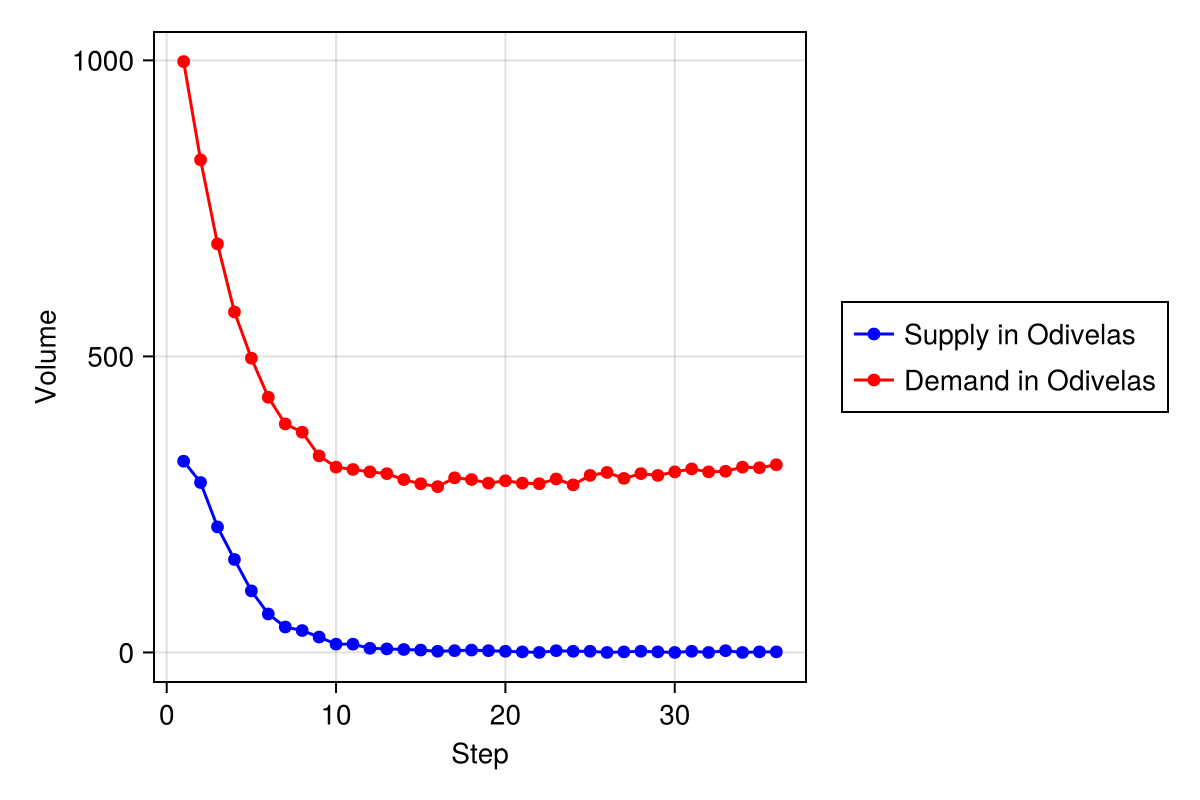 1000
500
0
Volume
0 10 20 30
Step
Supply in Odivelas
Demand in Odivelas